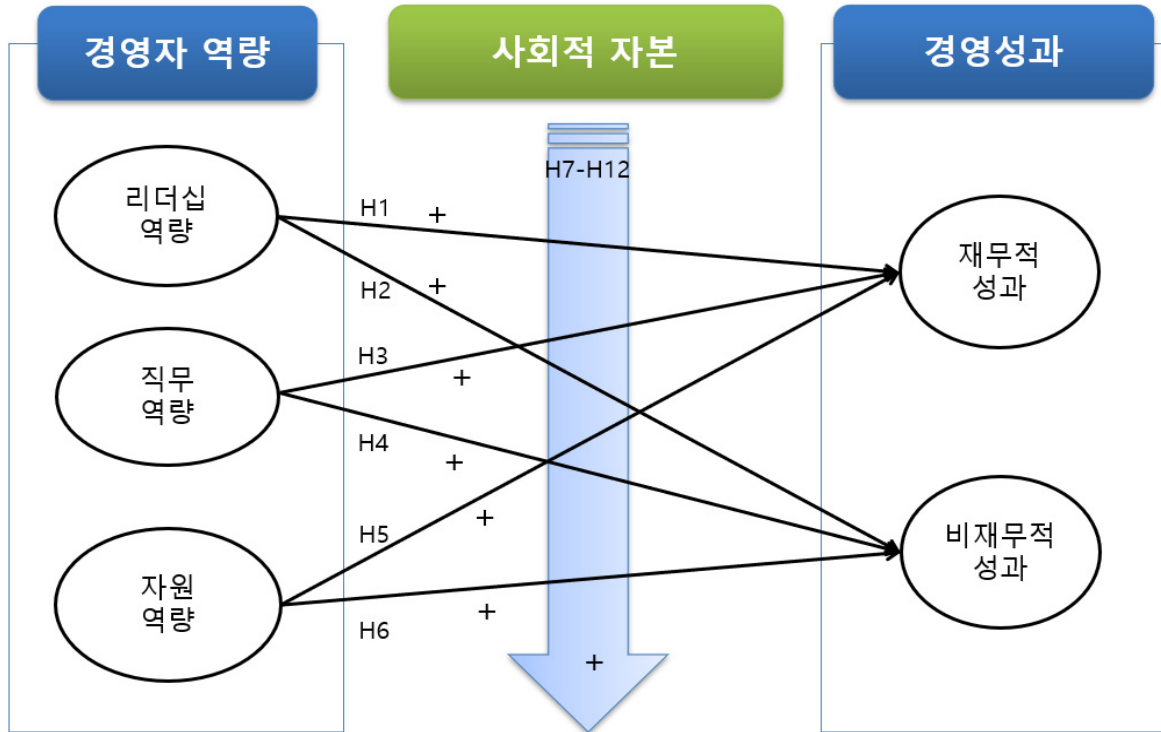 경영자 역량
사회적 자본
경영성과
H7-H12
리더십
역량
H1
+
재무적
성과
H2
+
H3
+
직무
역량
H4
+
H5
+
비재무적
성과
자원
역량
H6
+
+